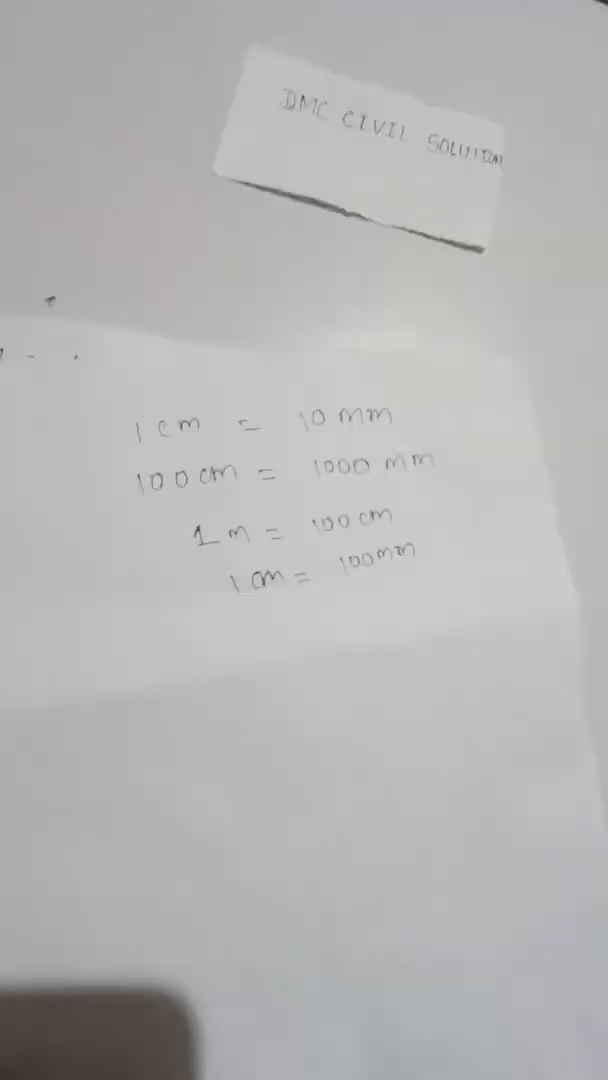 DMC CIVIL SOLUTION
1 cm = 10 mm
100 cm = 1000 mm
1 m = 100 cm
1 cm = 100 mm